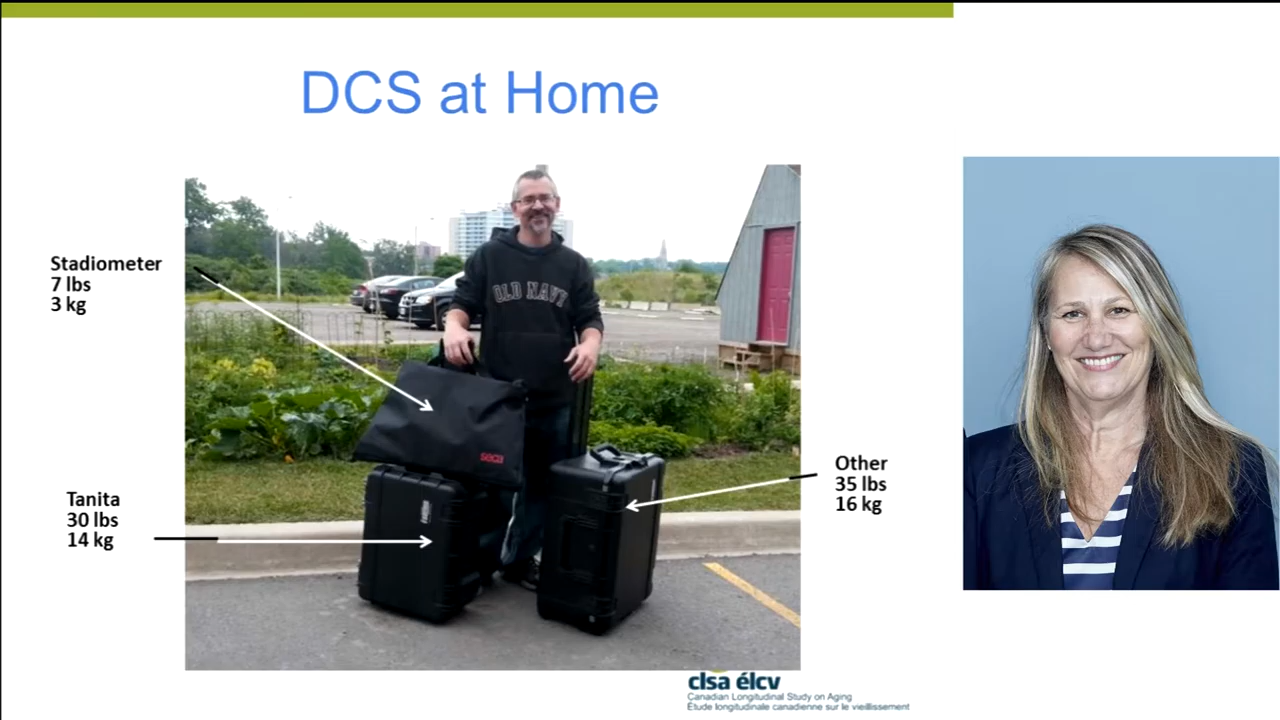 DCS at Home
Stadiometer
7 lbs
3 kg
OLD NAVY
seca
Tanita
30 lbs
14 kg
Other
35 lbs
16 kg
clsa élcv
Canadian Longitudinal Study on Aging
Étude longitudinale canadienne sur le vieillissement